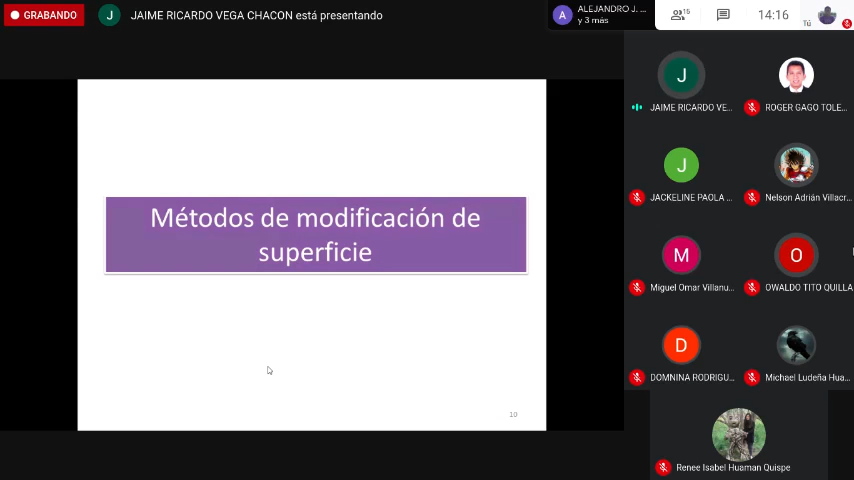 GRABANDO
J
JAIME RICARDO VEGA CHACON está presentando
A
ALEJANDRO J. ...
y 3 más
15
14:16
Tú
Métodos de modificación de
superficie
10
J
JAIME RICARDO VE...
ROGER GAGO TOLE...
J
JACKELINE PAOLA ...
Nelson Adrián Villacr...
M
Miguel Omar Villanu...
O
OWALDO TITO QUILLA
D
DOMNINA RODRIGU...
Michael Ludeña Hua...
Renee Isabel Huaman Quispe